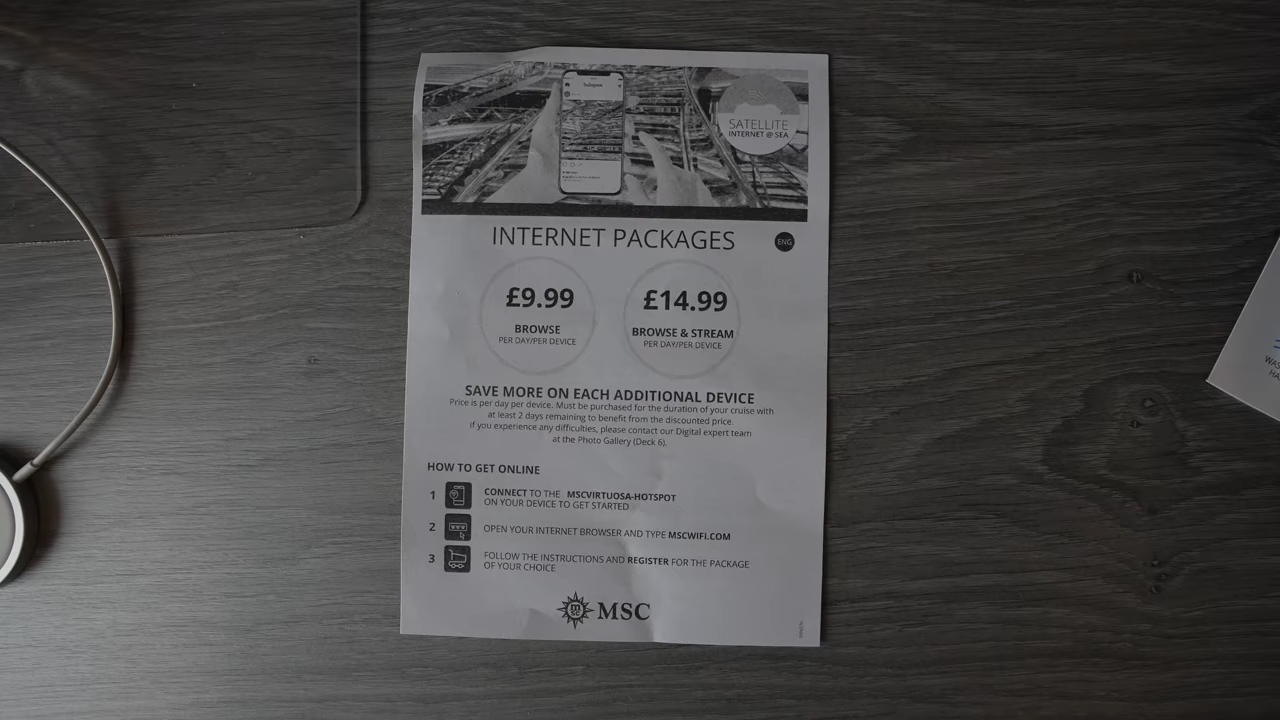 Instagram
SATELLITE
INTERNET @ SEA
INTERNET PACKAGES
ENG
£9.99
BROWSE
PER DAY/PER DEVICE
£14.99
BROWSE & STREAM
PER DAY/PER DEVICE
SAVE MORE ON EACH ADDITIONAL DEVICE
Price is per day per device. Must be purchased for the duration of your cruise with
at least 2 days remaining to benefit from the discounted price.
If you experience any difficulties, please contact our Digital expert team
at the Photo Gallery (Deck 6).
HOW TO GET ONLINE
1 CONNECT TO THE MSCVIRTUOSA-HOTSPOT
ON YOUR DEVICE TO GET STARTED
2 OPEN YOUR INTERNET BROWSER AND TYPE MSCWIFI.COM
3 FOLLOW THE INSTRUCTIONS AND REGISTER FOR THE PACKAGE
OF YOUR CHOICE
MSC